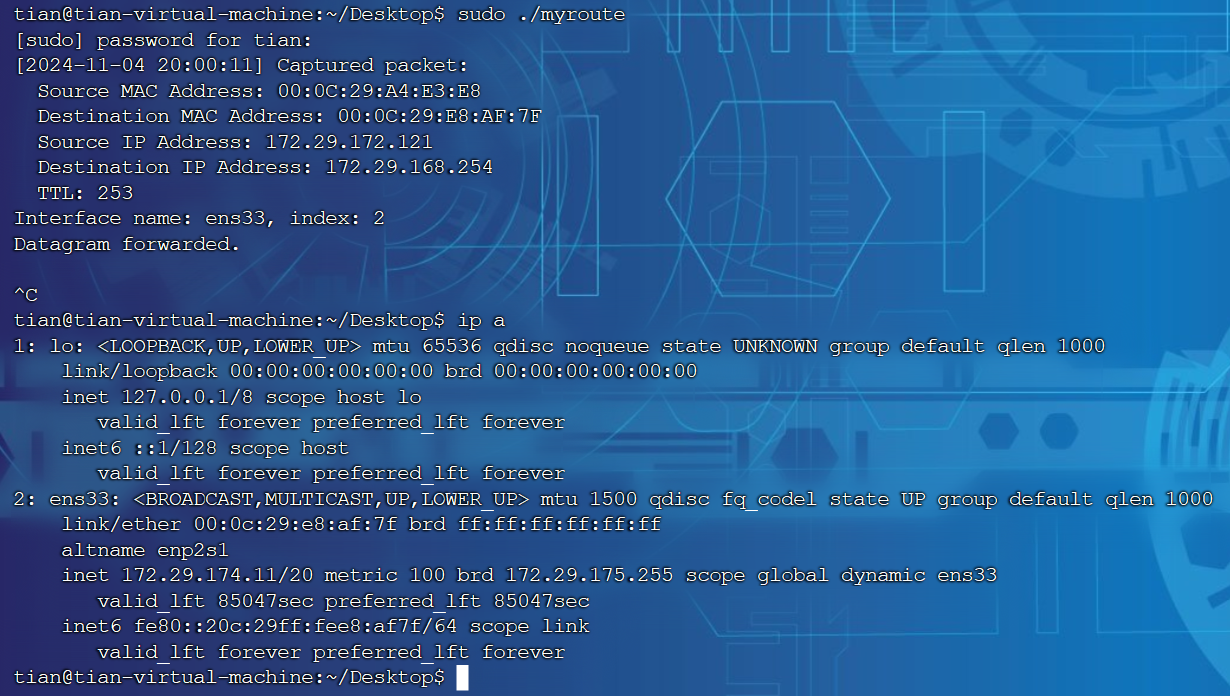 tian@tian-virtual-machine:~/Desktop$ sudo ./myroute
[sudo] password for tian:
[2024-11-04 20:00:11] Captured packet:
  Source MAC Address: 00:0C:29:A4:E3:E8
  Destination MAC Address: 00:0C:29:E8:AF:7F
  Source IP Address: 172.29.172.121
  Destination IP Address: 172.29.168.254
  TTL: 253
Interface name: ens33, index: 2
Datagram forwarded.

^C
tian@tian-virtual-machine:~/Desktop$ ip a
1: lo: <LOOPBACK,UP,LOWER_UP> mtu 65536 qdisc noqueue state UNKNOWN group default qlen 1000
    link/loopback 00:00:00:00:00:00 brd 00:00:00:00:00:00
    inet 127.0.0.1/8 scope host lo
       valid_lft forever preferred_lft forever
    inet6 ::1/128 scope host
       valid_lft forever preferred_lft forever
2: ens33: <BROADCAST,MULTICAST,UP,LOWER_UP> mtu 1500 qdisc fq_codel state UP group default qlen 1000
    link/ether 00:0c:29:e8:af:7f brd ff:ff:ff:ff:ff:ff
    altname enp2s1
    inet 172.29.174.11/20 metric 100 brd 172.29.175.255 scope global dynamic ens33
       valid_lft 85047sec preferred_lft 85047sec
    inet6 fe80::20c:29ff:fee8:af7f/64 scope link
       valid_lft forever preferred_lft forever
tian@tian-virtual-machine:~/Desktop$